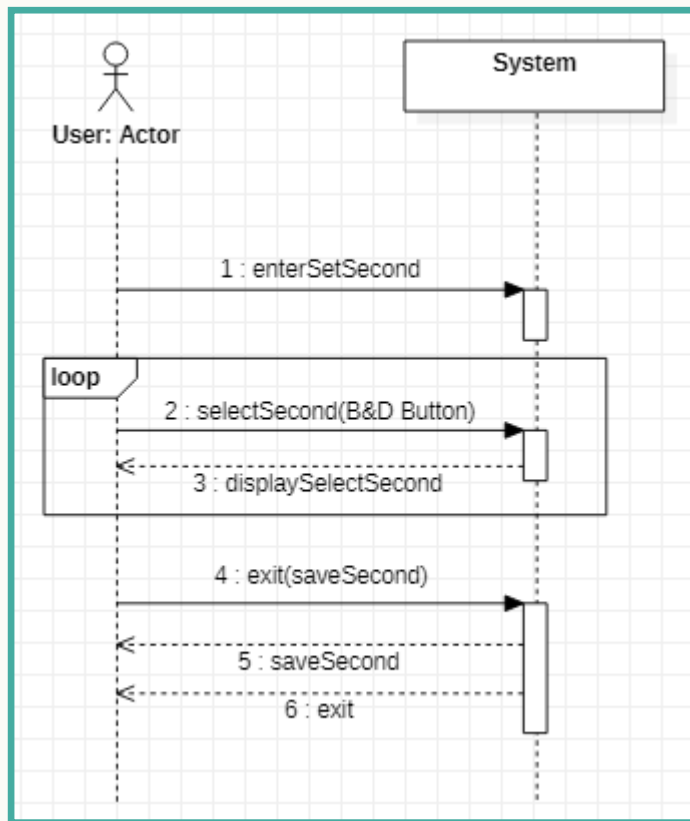 System
User: Actor
1 : enterSetSecond
loop
2 : selectSecond(B&D Button)
3 : displaySelectSecond
4 : exit(saveSecond)
5 : saveSecond
6 : exit